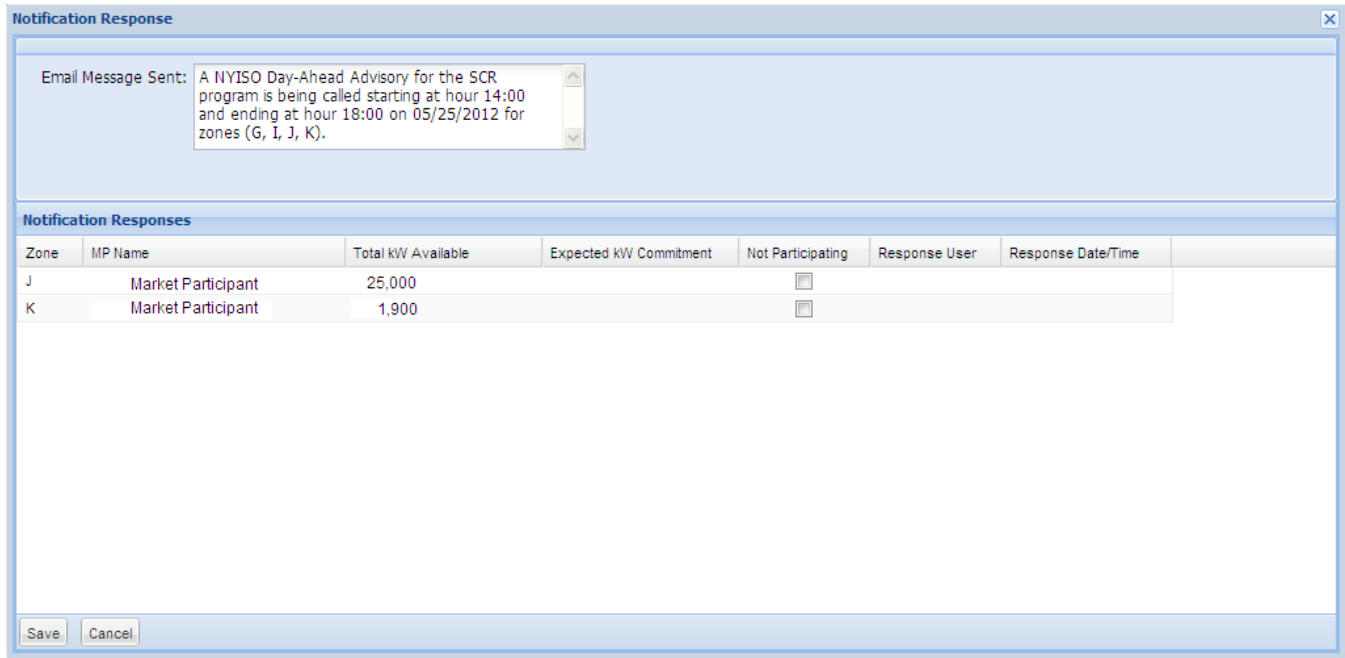 Notification Response
Email Message Sent: A NYISO Day-Ahead Advisory for the SCR
program is being called starting at hour 14:00
and ending at hour 18:00 on 05/25/2012 for
zones (G, I, J, K).
Notification Responses
Zone MP Name Total kW Available Expected kW Commitment Not Participating Response User Response Date/Time
J Market Participant 25,000
K Market Participant 1,900
Save Cancel